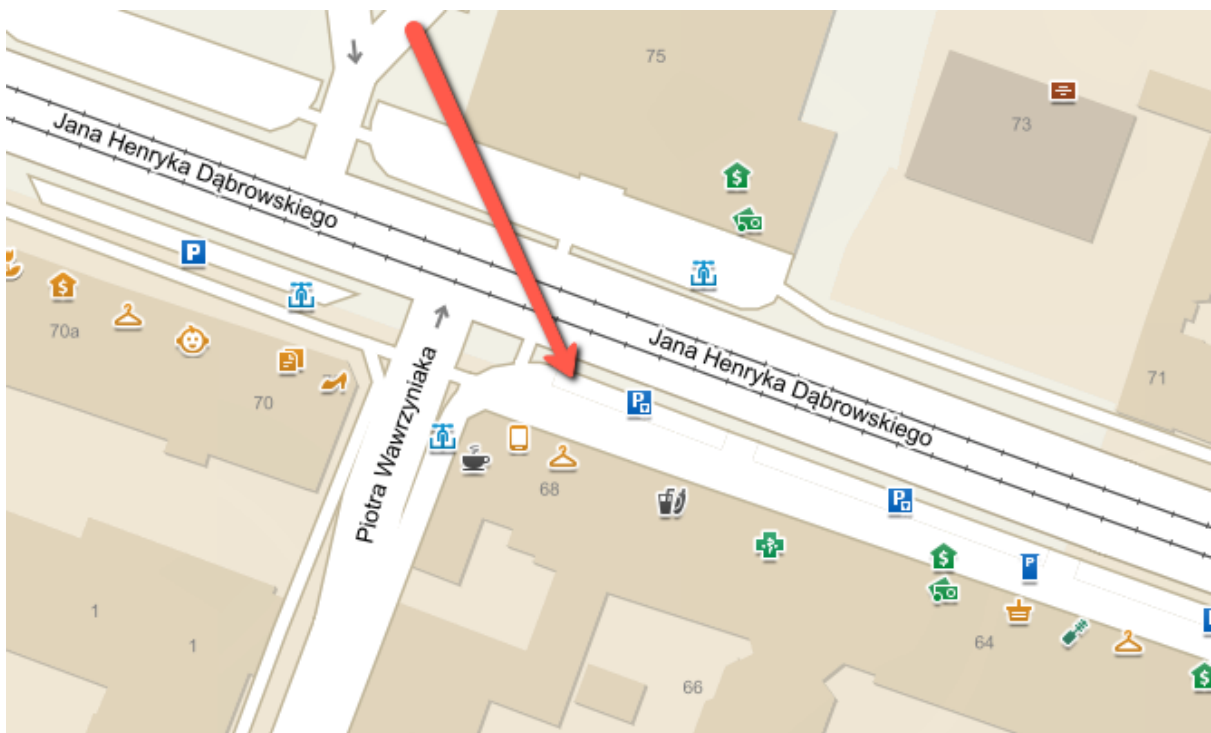 75
73
Jana Henryka Dąbrowskiego
P
70a
70
Jana Henryka Dąbrowskiego
71
P
Piotra Wawrzyniaka
68
P
P
1
1
66
64